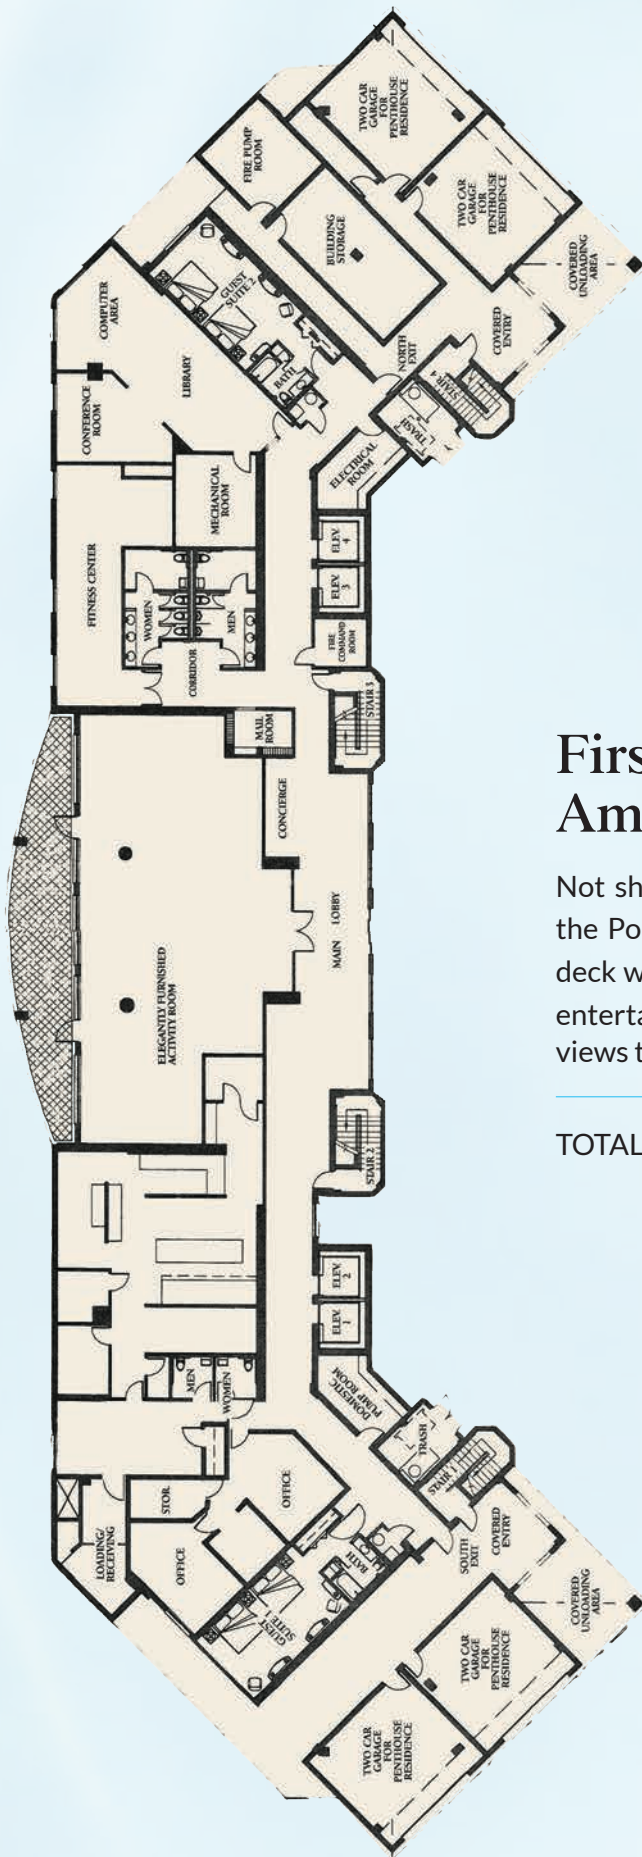 TWO CAR
GARAGE
FOR
PENTHOUSE
RESIDENCE
FIRE PUMP
ROOM
TWO CAR
GARAGE
FOR
PENTHOUSE
RESIDENCE
BUILDING
STORAGE
COVERED
UNLOADING
AREA
GUEST
SUITE 2
COMPUTER
AREA
COVERED
ENTRY
NORTH
EXIT
BATH
LIBRARY
STAIR 4
CONFERENCE
ROOM
TRASH
ELECTRICAL
ROOM
MECHANICAL
ROOM
ELEV.
4
FITNESS CENTER
ELEV.
3
WOMEN
MEN
FIRE
COMMAND
ROOM
CORRIDOR
STAIR 3
MAIL
ROOM
CONCIERGE
MAIN LOBBY
ELEGANTLY FURNISHED
ACTIVITY ROOM
STAIR 2
ELEV.
2
ELEV.
1
MEN
WOMEN
DOMESTIC
PUMP ROOM
TRASH
STAIR 1
STOR.
OFFICE
LOADING/
RECEIVING
OFFICE
BATH
SOUTH
EXIT
COVERED
ENTRY
GUEST
SUITE 1
COVERED
UNLOADING
AREA
TWO CAR
GARAGE
FOR
PENTHOUSE
RESIDENCE
TWO CAR
GARAGE
FOR
PENTHOUSE
RESIDENCE
Firs
Am
Not sh
the Po
deck w
enterta
views t
TOTAL